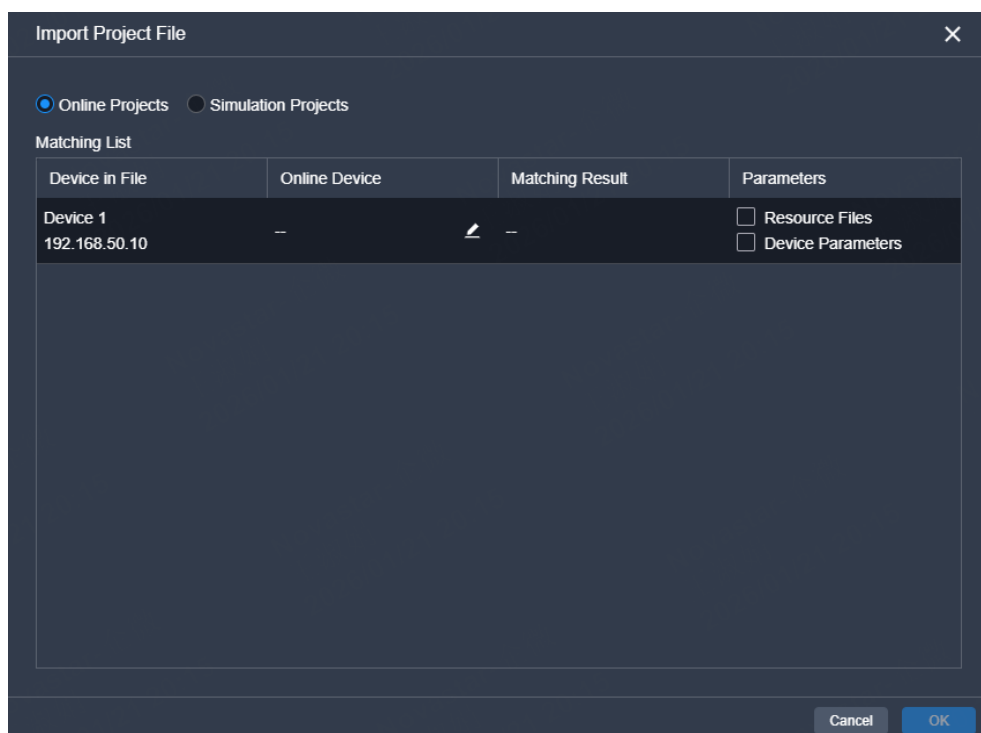 Import Project File
Online Projects Simulation Projects
Matching List
Device in File Online Device Matching Result Parameters
Device 1
192.168.50.10
-- --
Resource Files
Device Parameters
Cancel OK